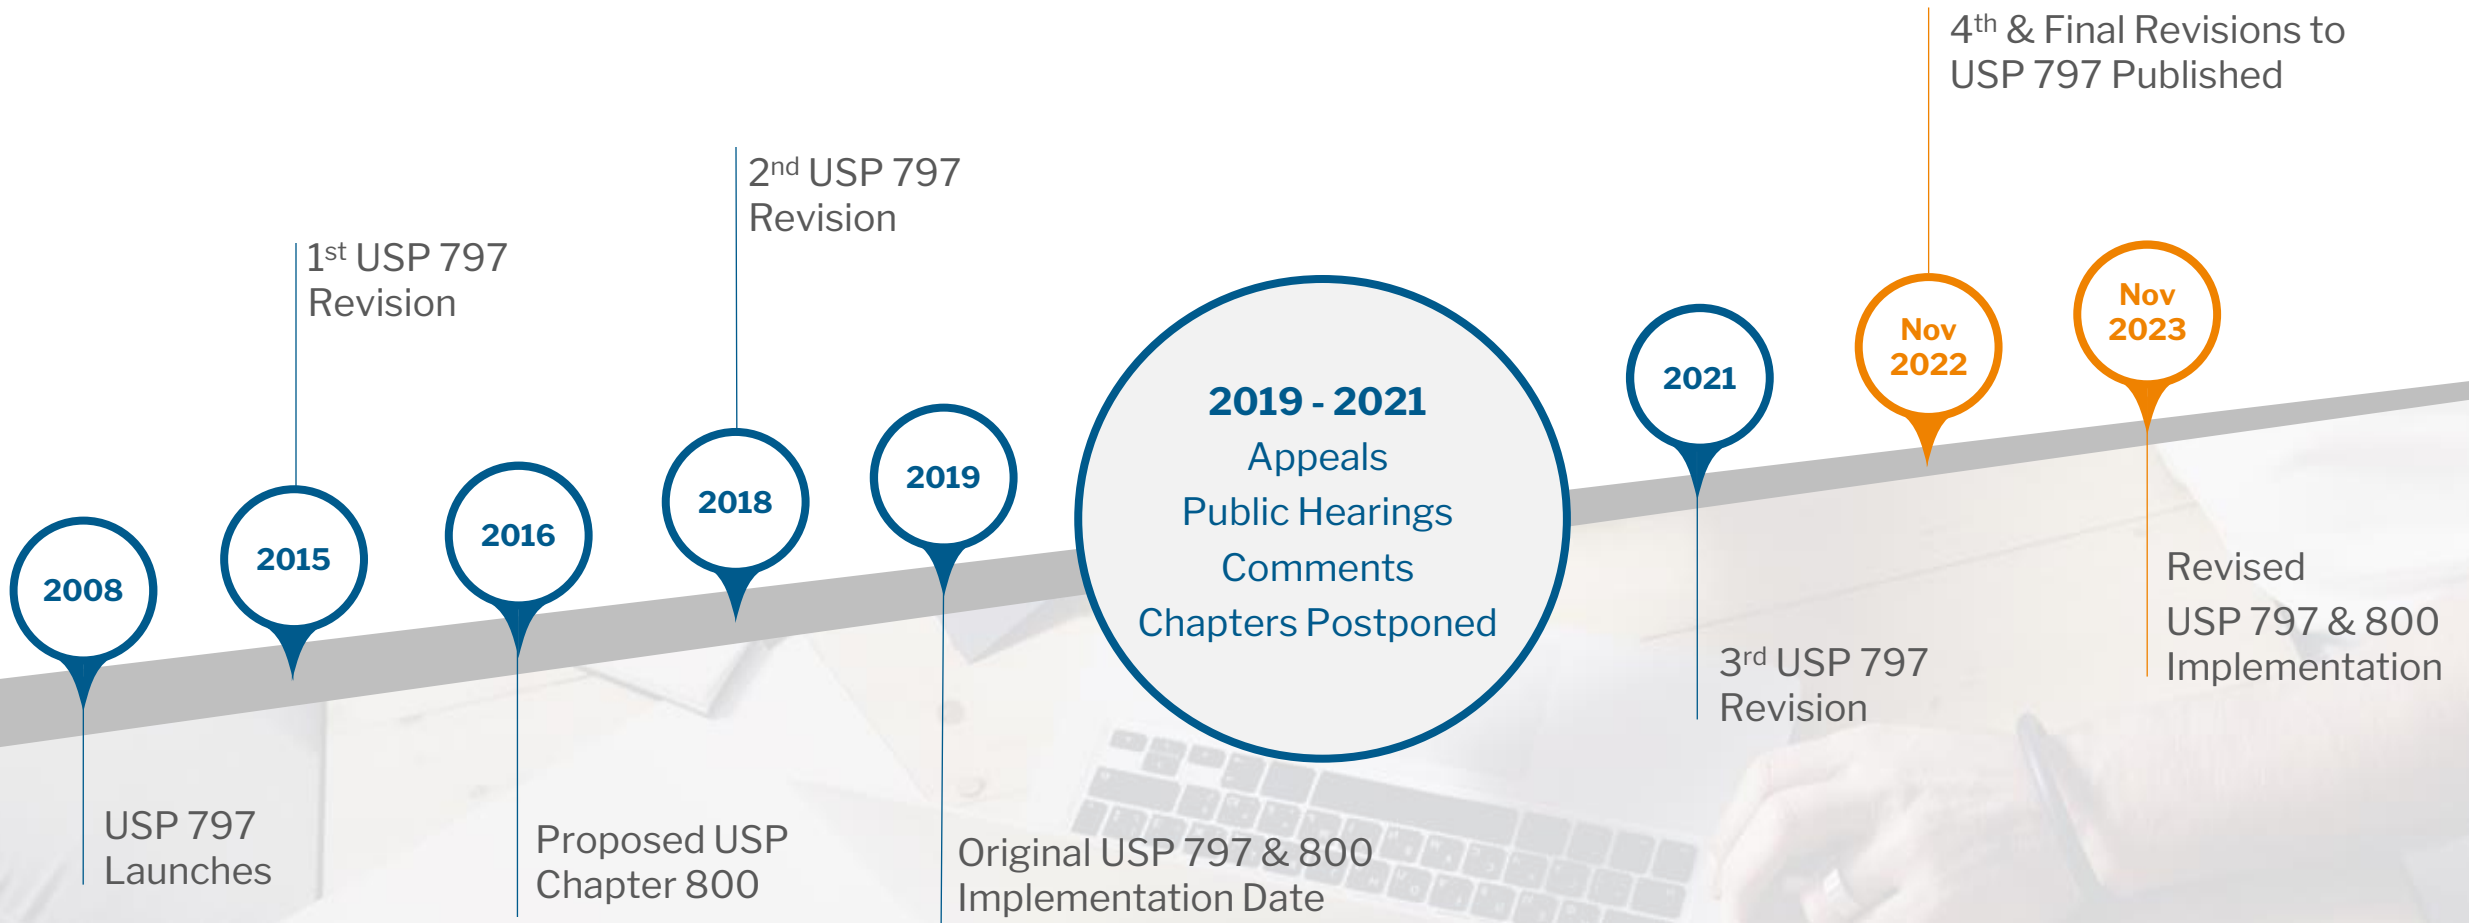 2008
USP 797
Launches
2015
1st USP 797
Revision
2016
Proposed USP
Chapter 800
2018
2nd USP 797
Revision
2019
Original USP 797 & 800
Implementation Date
2019 - 2021
Appeals
Public Hearings
Comments
Chapters Postponed
2021
3rd USP 797
Revision
Nov
2022
4th & Final Revisions to
USP 797 Published
Nov
2023
Revised
USP 797 & 800
Implementation